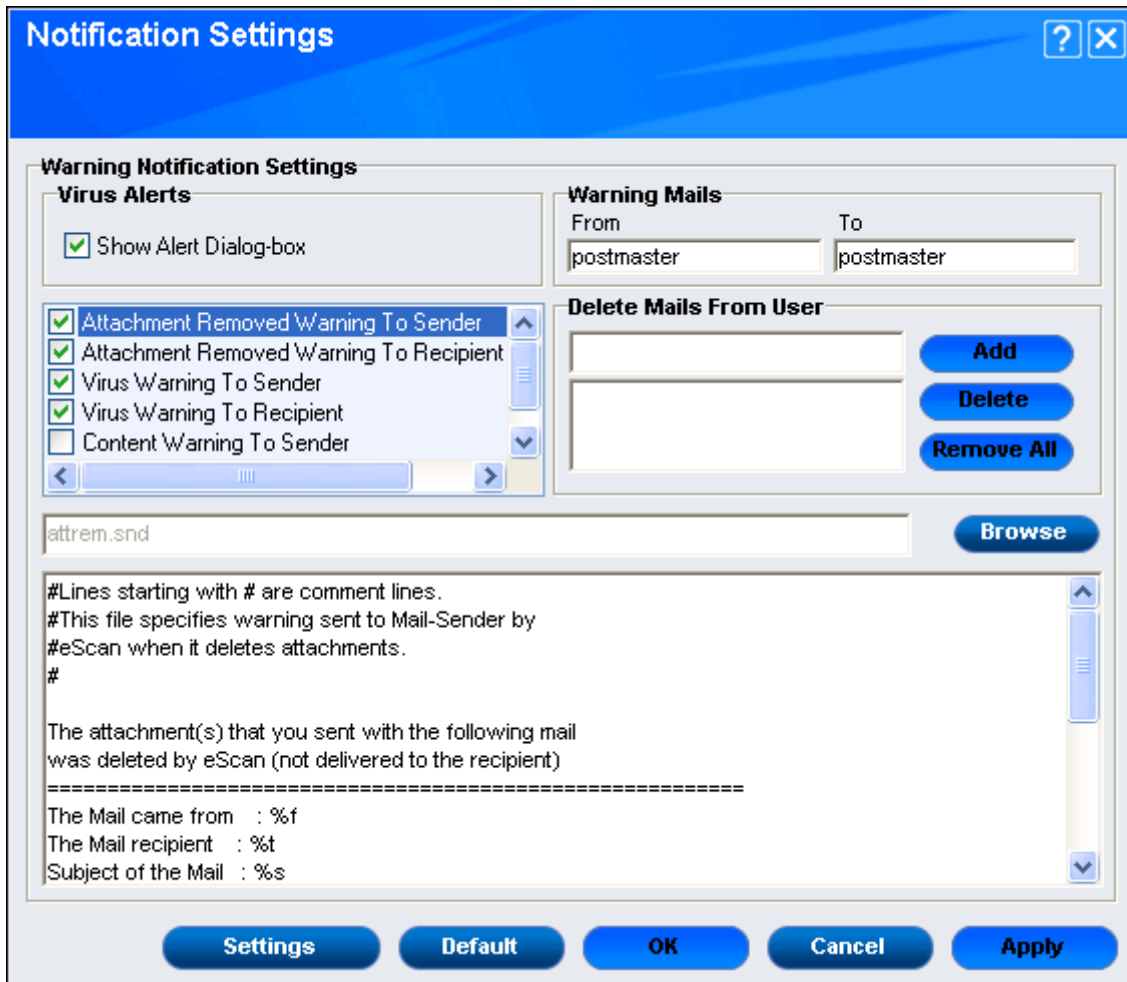 Notification Settings
Warning Notification Settings
Virus Alerts
Show Alert Dialog-box
Warning Mails
From To
postmaster postmaster
Attachment Removed Warning To Sender
Attachment Removed Warning To Recipient
Virus Warning To Sender
Virus Warning To Recipient
Content Warning To Sender
Delete Mails From User
Add
Delete
Remove All
attrem.snd
Browse
#Lines starting with # are comment lines.
#This file specifies warning sent to Mail-Sender by
#eScan when it deletes attachments.
#
The attachment(s) that you sent with the following mail
was deleted by eScan (not delivered to the recipient)
==========================================================
The Mail came from : %f
The Mail recipient : %t
Subject of the Mail : %s
Settings Default OK Cancel Apply